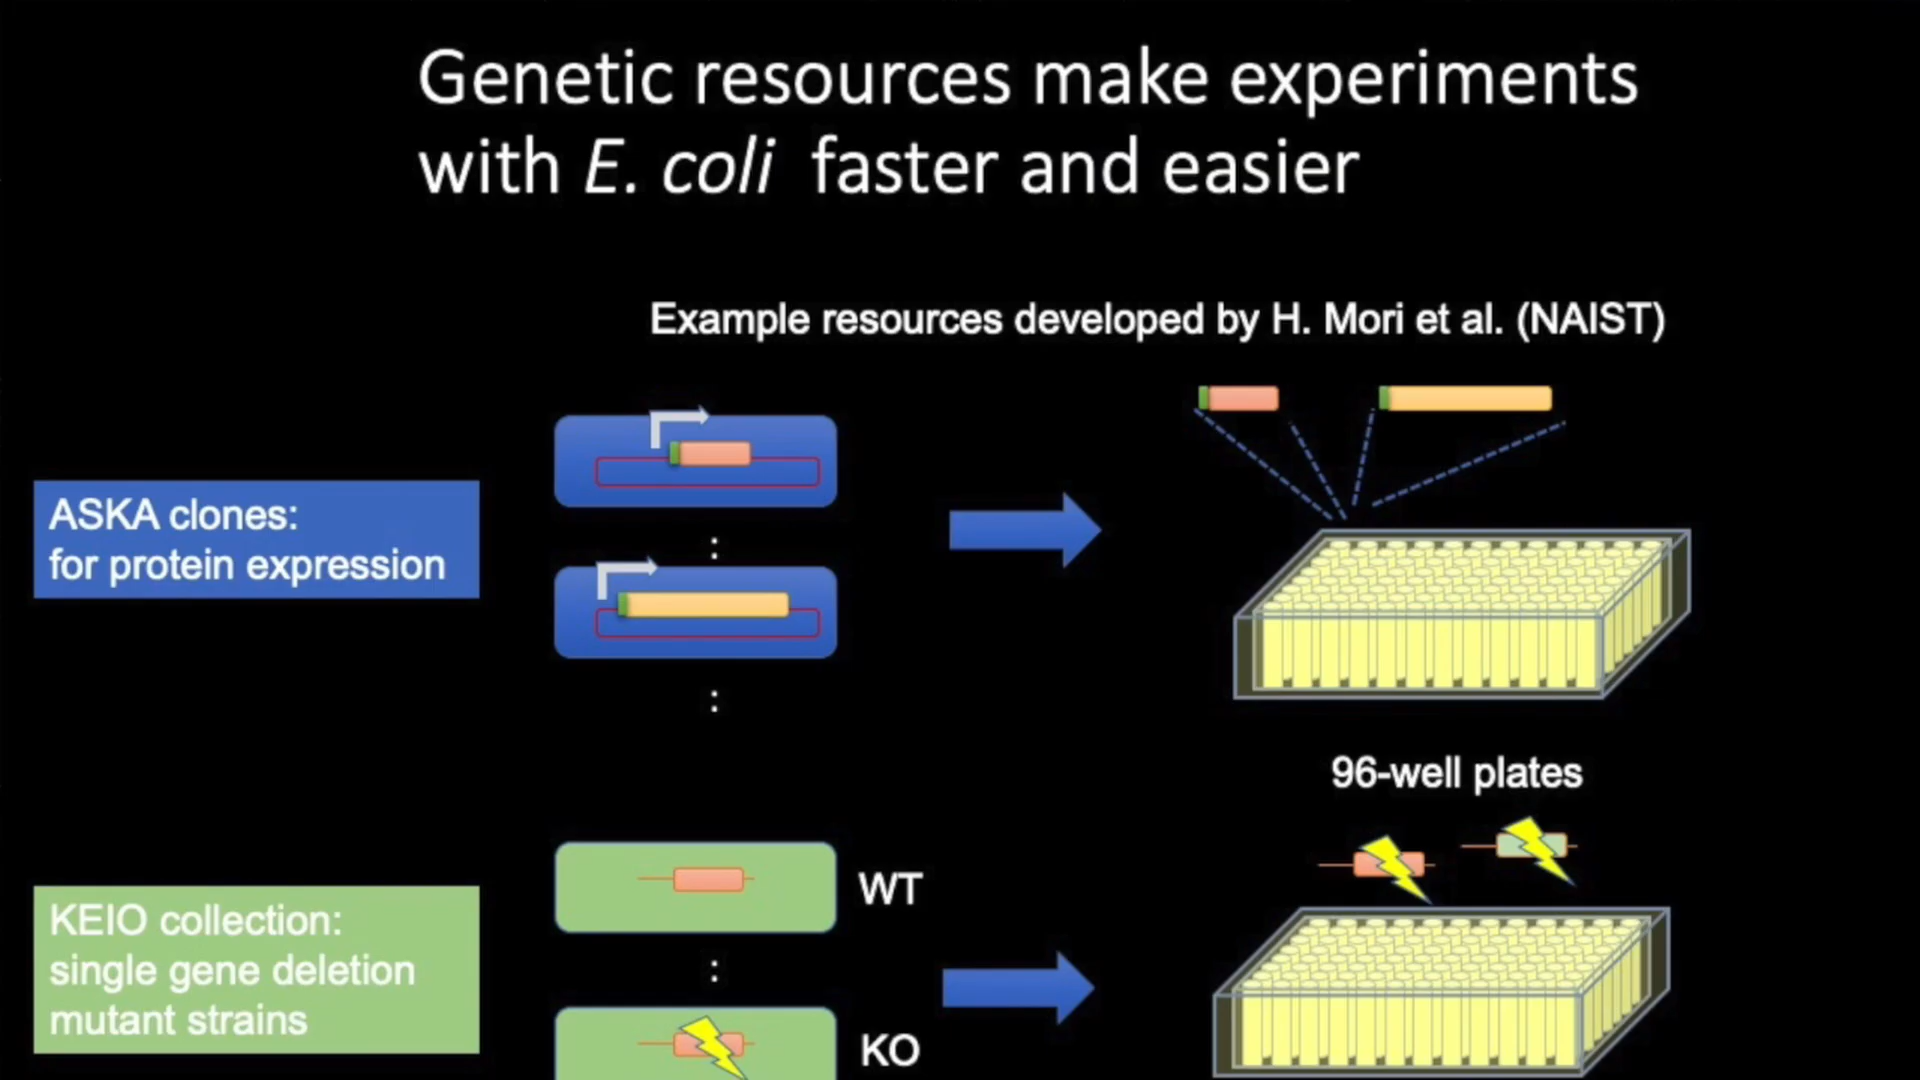 Genetic resources make experiments
with E. coli faster and easier
Example resources developed by H. Mori et al. (NAIST)
ASKA clones:
for protein expression
:
:
96-well plates
KEIO collection:
single gene deletion
mutant strains
WT
:
KO